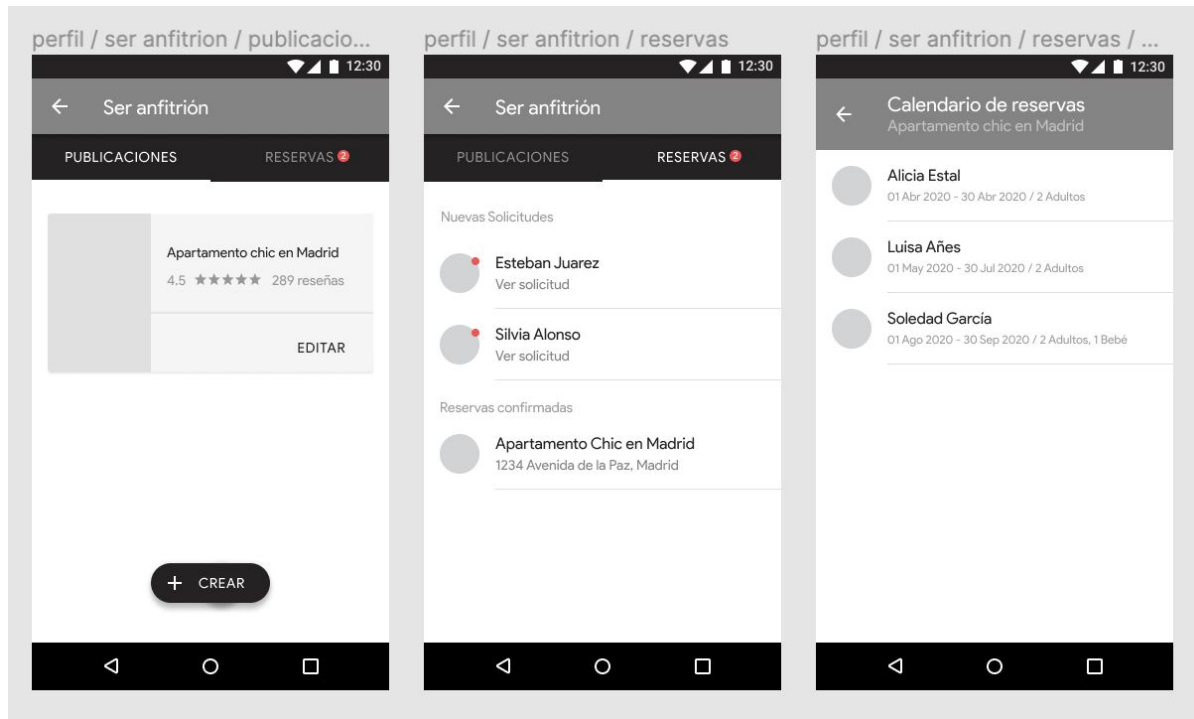 perfil / ser anfitrion / publicacio...
12:30
Ser anfitrión
PUBLICACIONES
RESERVAS 2
Apartamento chic en Madrid
4.5 ★★★★★ 289 reseñas
EDITAR
+ CREAR
perfil / ser anfitrion / reservas
12:30
Ser anfitrión
PUBLICACIONES
RESERVAS 2
Nuevas Solicitudes
Esteban Juarez
Ver solicitud
Silvia Alonso
Ver solicitud
Reservas confirmadas
Apartamento Chic en Madrid
1234 Avenida de la Paz, Madrid
perfil / ser anfitrion / reservas / ...
12:30
Calendario de reservas
Apartamento chic en Madrid
Alicia Estal
01 Abr 2020 - 30 Abr 2020 / 2 Adultos
Luisa Añes
01 May 2020 - 30 Jul 2020 / 2 Adultos
Soledad García
01 Ago 2020 - 30 Sep 2020 / 2 Adultos, 1 Bebé